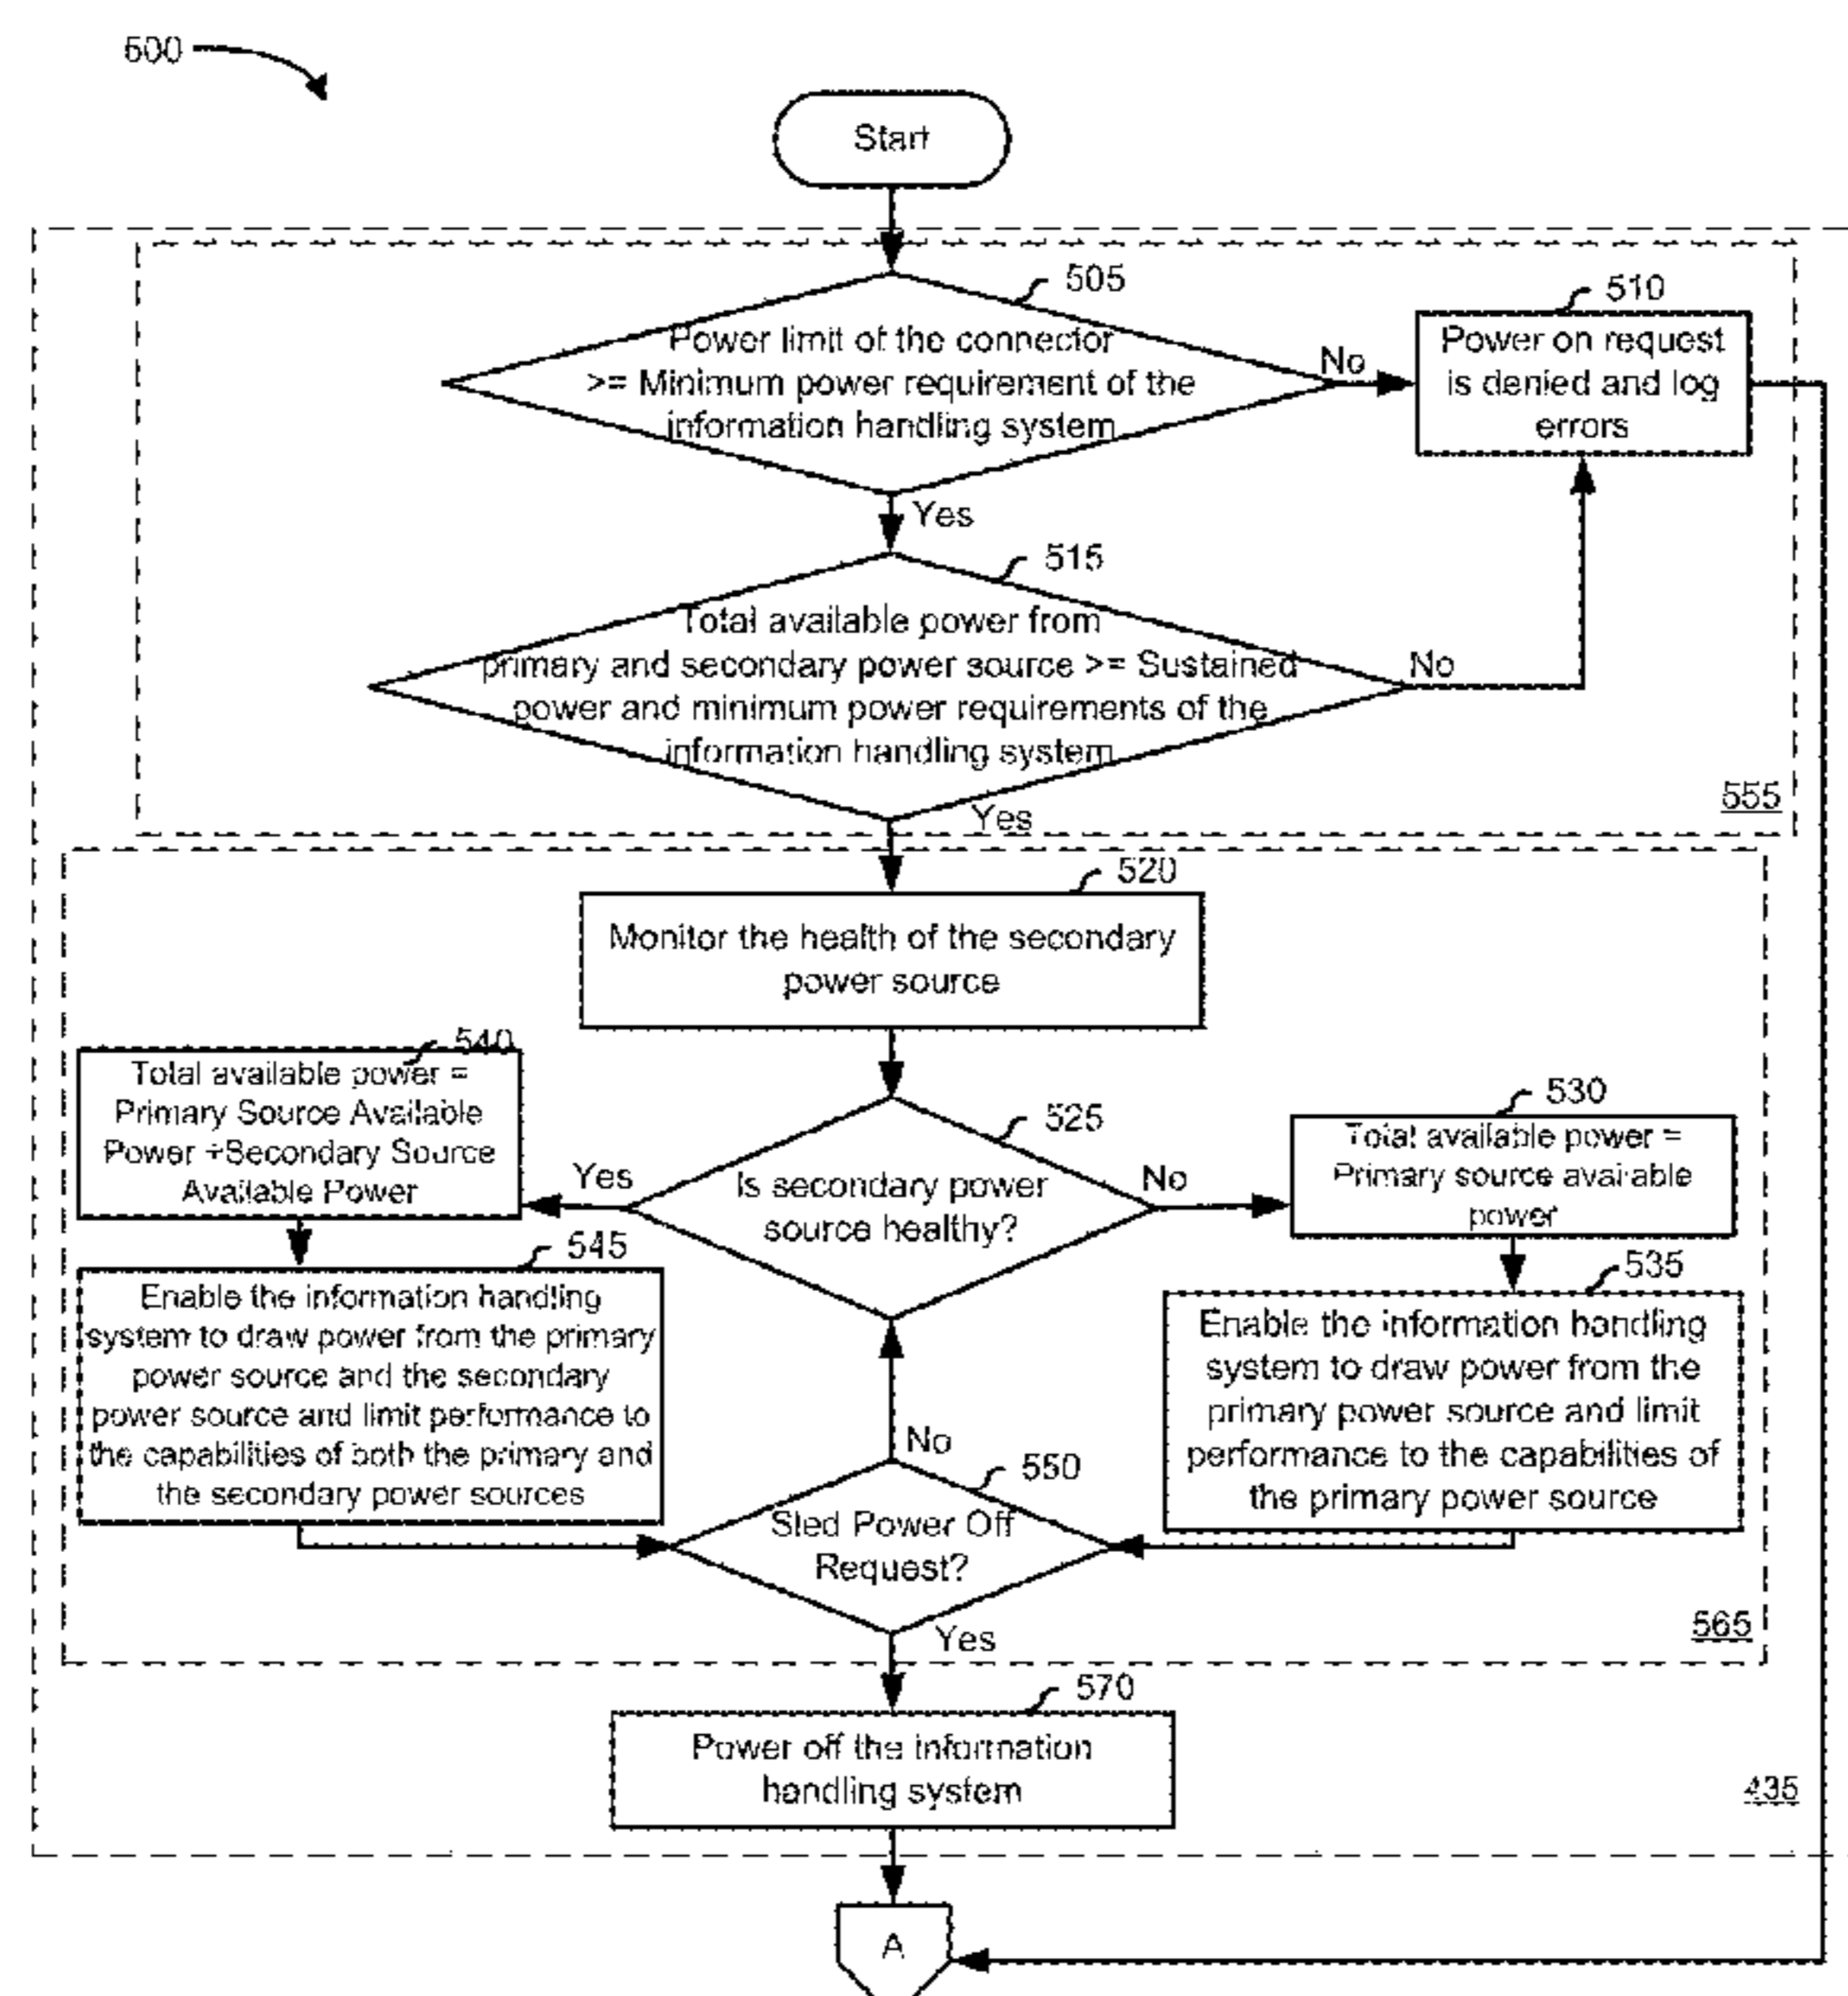 500
Start
505
Power limit of the connector
>= Minimum power requirement of the
information handling system
No
510
Power on request
is denied and log
errors
Yes
515
Total available power from
primary and secondary power source >= Sustained
power and minimum power requirements of the
information handling system
No
555
Yes
520
Monitor the health of the secondary
power source
540
Total available power =
Primary Source Available
Power +Secondary Source
Available Power
525
Is secondary power
source healthy?
Yes
No
530
Total available power =
Primary source available
power
545
Enable the information handling
system to draw power from the primary
power source and the secondary
power source and limit performance to
the capabilities of both the primary and
the secondary power sources
535
Enable the information handling
system to draw power from the
primary power source and limit
performance to the capabilities of
the primary power source
No
550
Sled Power Off
Request?
565
Yes
570
Power off the information
handling system
435
A